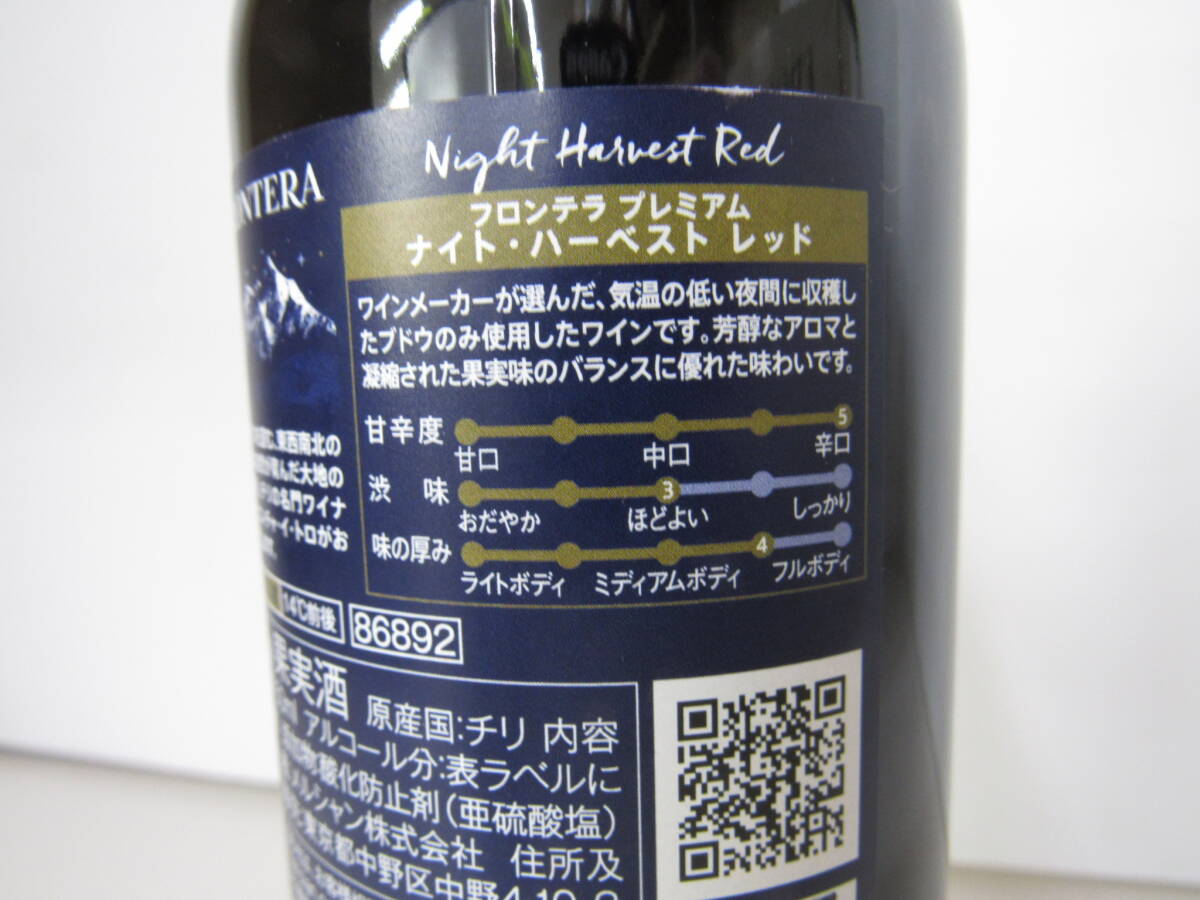 Night Harvest Red
NTERA
フロンテラ プレミアム
ナイト・ハーベスト レッド
ワインメーカーが選んだ、気温の低い夜間に収穫し
たブドウのみ使用したワインです。芳醇なアロマと
凝縮された果実味のバランスに優れた味わいです。
甘辛度 5
甘口 中口 辛口
渋味 3
おだやか ほどよい しっかり
味の厚み 4
ライトボディ ミディアムボディ フルボディ
東西南北の
んだ大地の
の名門ワイナ
チャイ・トロがお
14℃前後
86892
果実酒 原産国:チリ 内容
ml アルコール分:表ラベルに
物:酸化防止剤(亜硫酸塩)
メルシャン株式会社 住所及
東京都中野区中野4-10-2